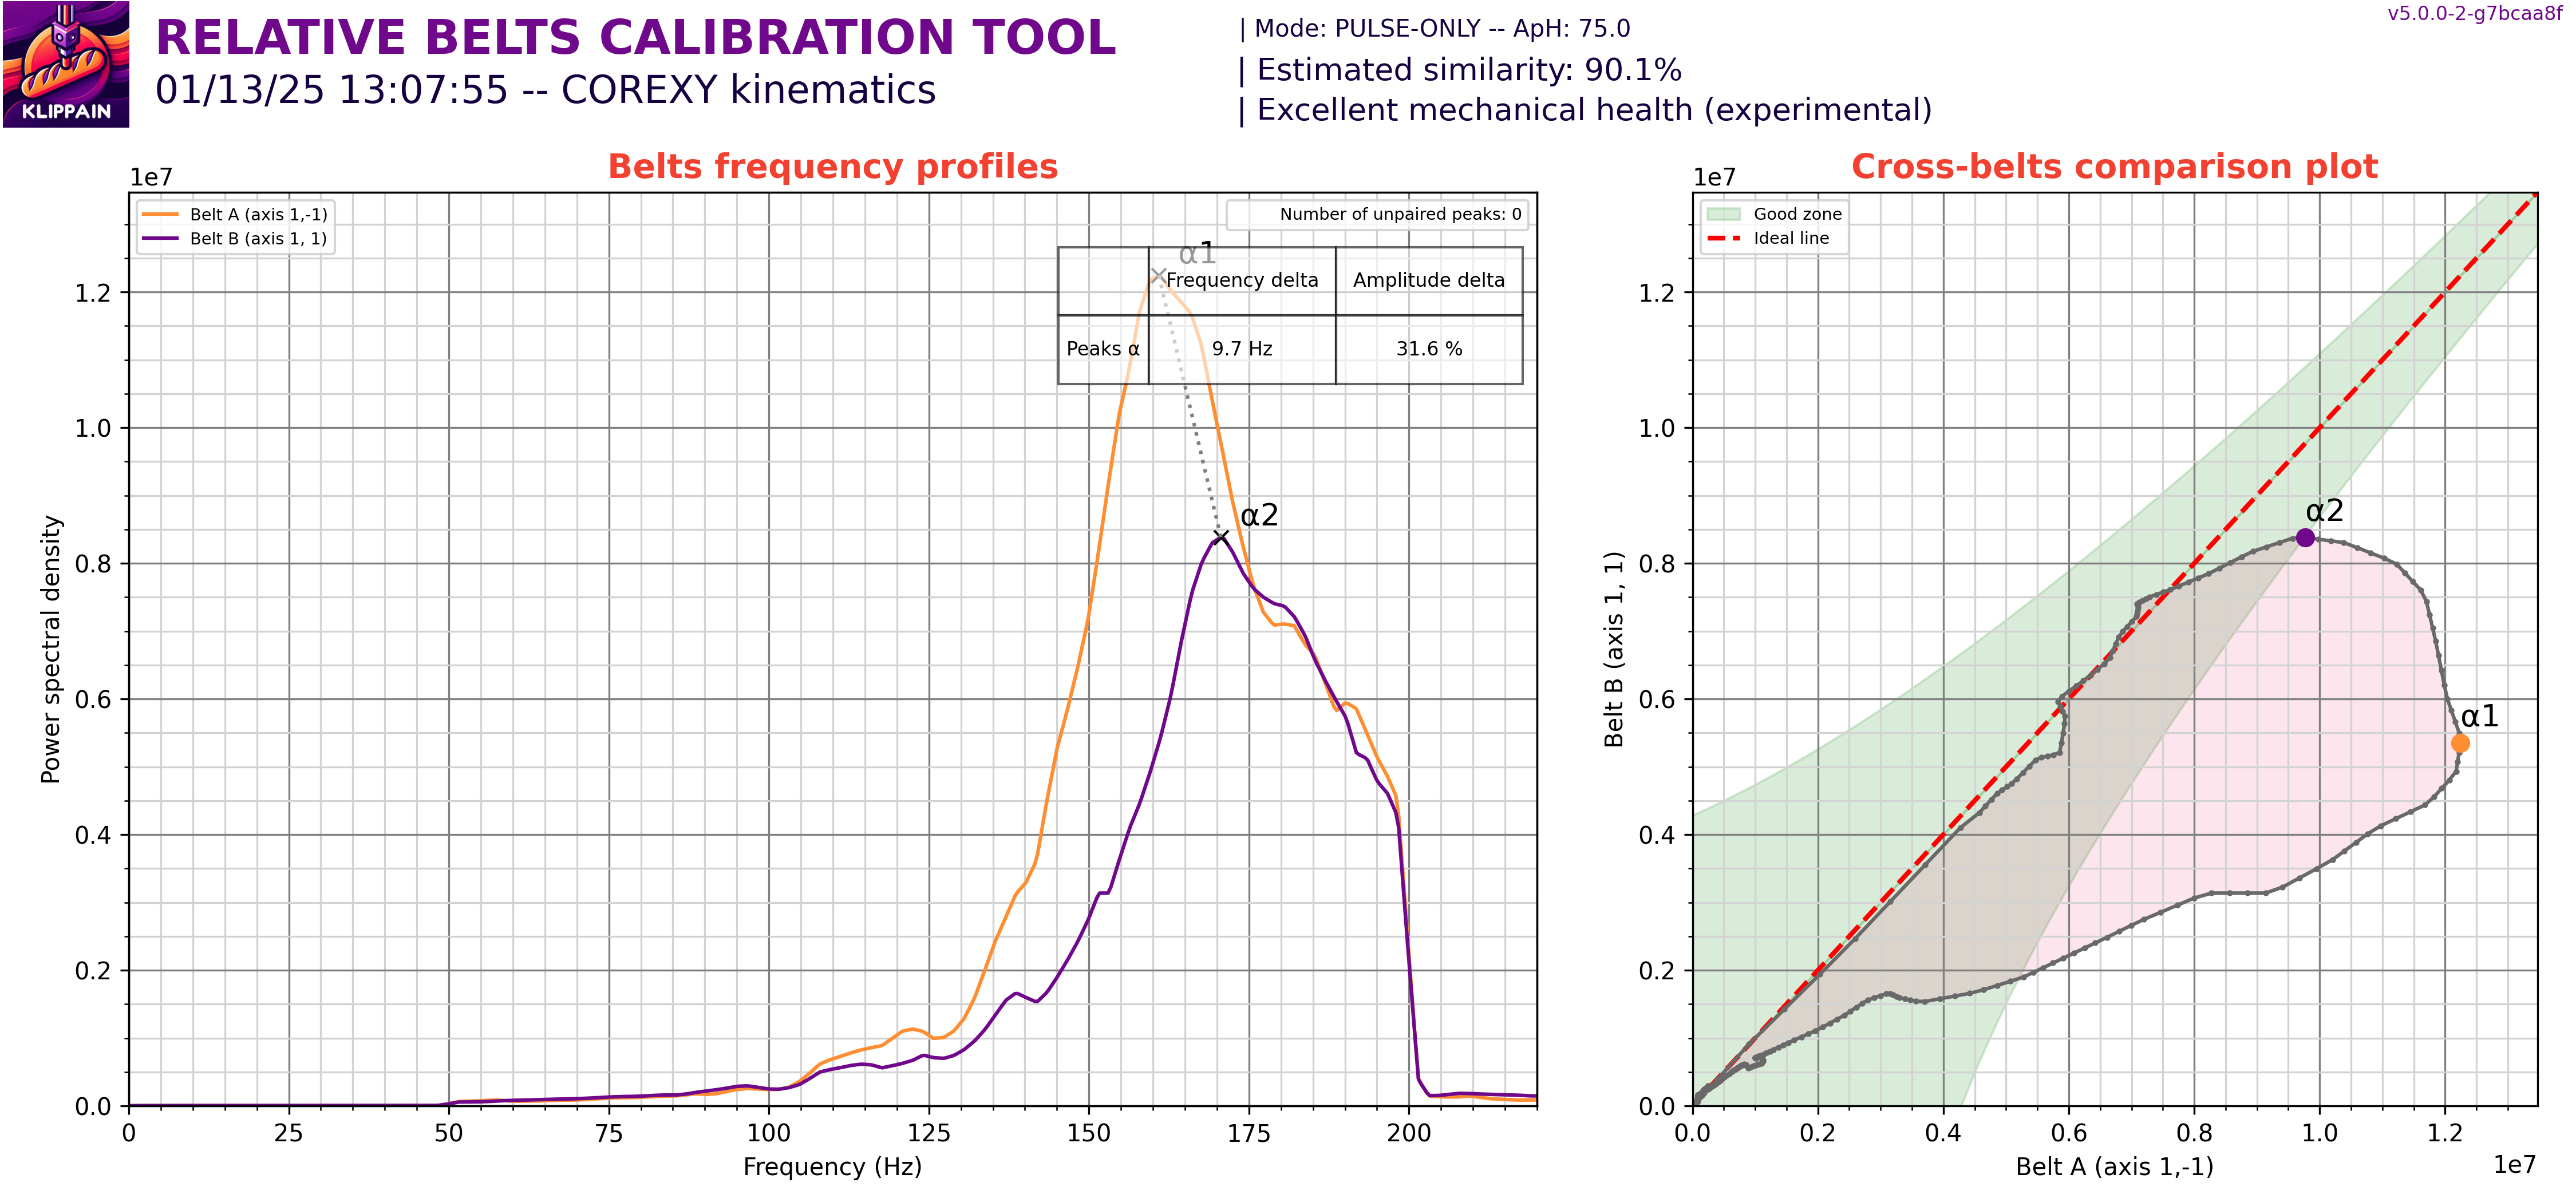 KLIPPAIN
RELATIVE BELTS CALIBRATION TOOL
01/13/25 13:07:55 -- COREXY kinematics
| Mode: PULSE-ONLY -- ApH: 75.0
| Estimated similarity: 90.1%
| Excellent mechanical health (experimental)
v5.0.0-2-g7bcaa8f
Belts frequency profiles
1e7
Belt A (axis 1,-1)
Belt B (axis 1, 1)
Number of unpaired peaks: 0
α1
Frequency delta Amplitude delta
Peaks α 9.7 Hz 31.6 %
α2
1.2
1.0
0.8
0.6
0.4
0.2
0.0
Power spectral density
0 25 50 75 100 125 150 175 200
Frequency (Hz)
Cross-belts comparison plot
1e7
Good zone
Ideal line
α2
α1
1.2
1.0
0.8
0.6
0.4
0.2
0.0
Belt B (axis 1, 1)
0.0 0.2 0.4 0.6 0.8 1.0 1.2
Belt A (axis 1,-1)
1e7